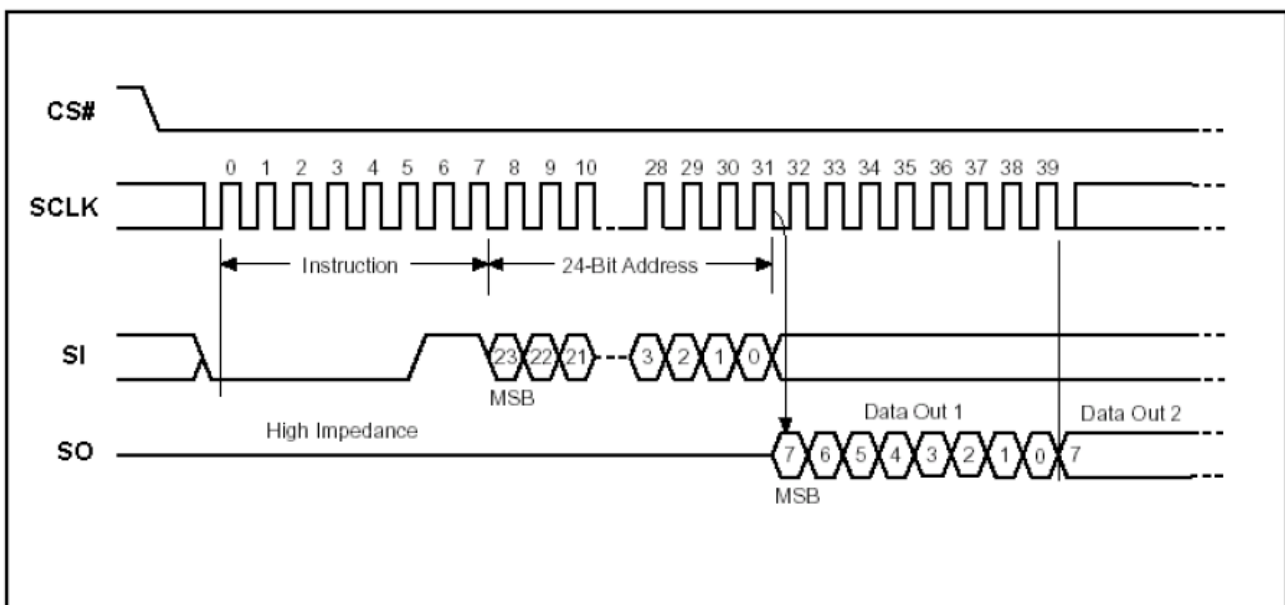 CS#
0 1 2 3 4 5 6 7 8 9 10 28 29 30 31 32 33 34 35 36 37 38 39
SCLK
Instruction 24-Bit Address
SI 23 22 21 3 2 1 0
MSB
Data Out 1 Data Out 2
High Impedance
SO 7 6 5 4 3 2 1 0 7
MSB